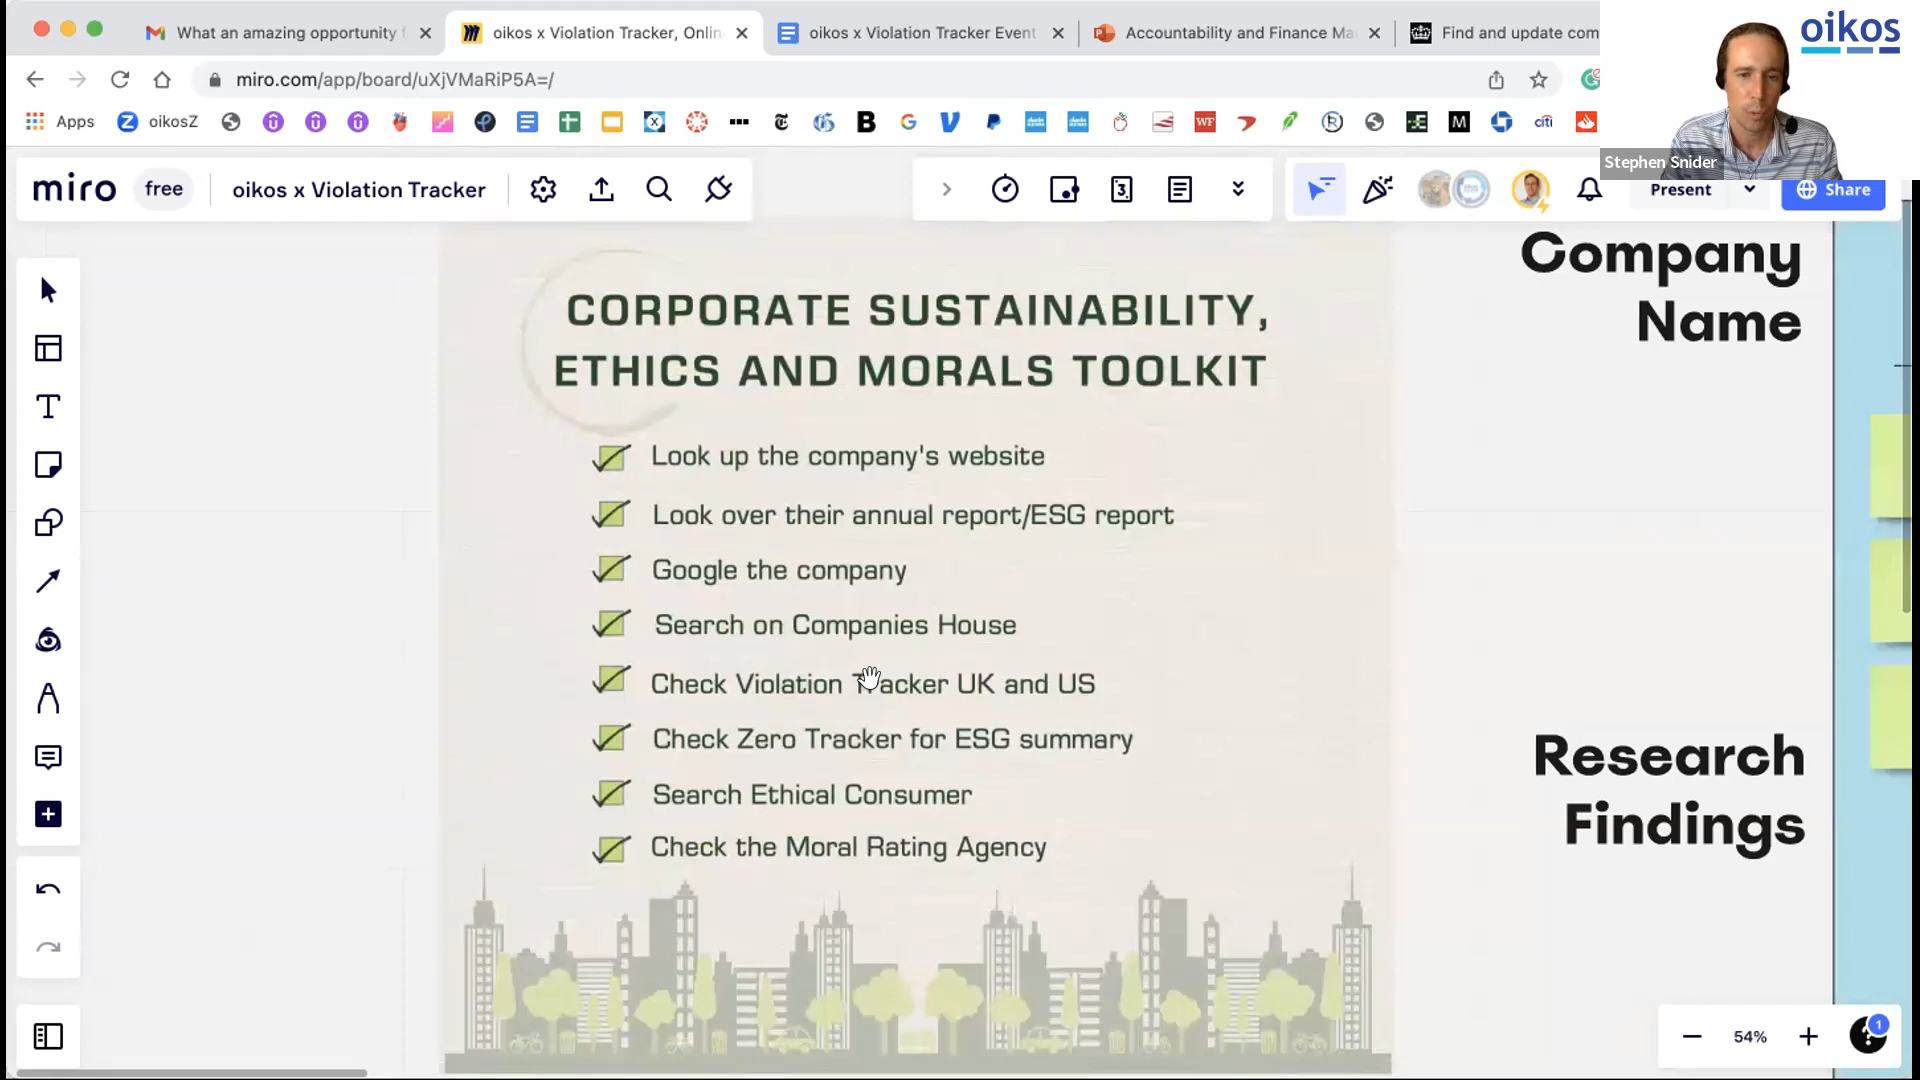 What an amazing opportunity f
oikos x Violation Tracker, Onlin
oikos x Violation Tracker Event
Accountability and Finance Ma
Find and update com
oikos
miro.com/app/board/uXjVMaRiP5A=/
Apps
oikosZ
WF
citi
Stephen Snider
miro
free
oikos x Violation Tracker
Present
Share
Company
Name
CORPORATE SUSTAINABILITY,
ETHICS AND MORALS TOOLKIT
Look up the company's website
Look over their annual report/ESG report
Google the company
Search on Companies House
Check Violation Tracker UK and US
Check Zero Tracker for ESG summary
Search Ethical Consumer
Check the Moral Rating Agency
Research
Findings
54%
1